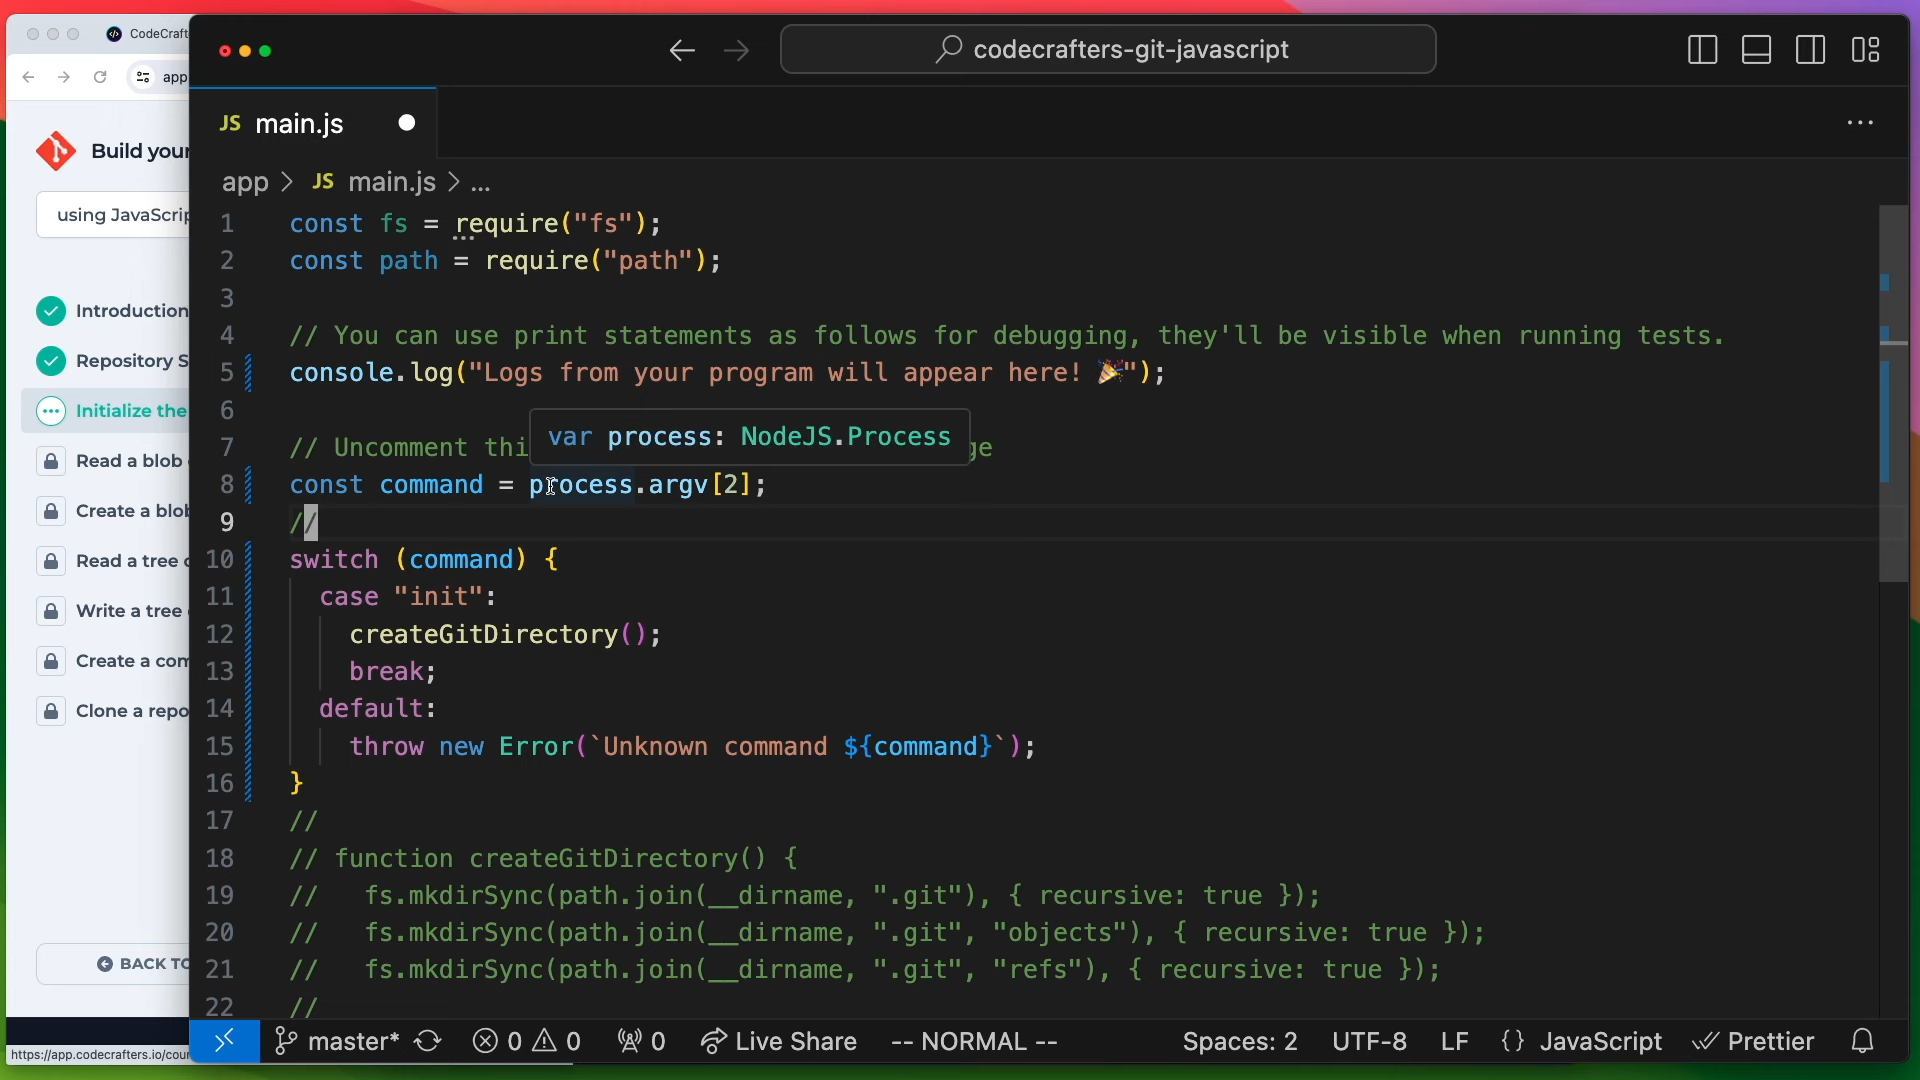 CodeCraft
app
Build your
using JavaScrip
Introduction
Repository S
Initialize the
Read a blob
Create a blob
Read a tree o
Write a tree o
Create a com
Clone a repo
BACK TO
https://app.codecrafters.io/cour
codecrafters-git-javascript
JS main.js
app > JS main.js > ...
1 const fs = require("fs");
2 const path = require("path");
3
4 // You can use print statements as follows for debugging, they'll be visible when running tests.
5 console.log("Logs from your program will appear here! 🎉");
6
var process: NodeJS.Process
7 // Uncomment thi ge
8 const command = process.argv[2];
9 //
10 switch (command) {
11 case "init":
12 createGitDirectory();
13 break;
14 default:
15 throw new Error(`Unknown command ${command}`);
16 }
17 //
18 // function createGitDirectory() {
19 // fs.mkdirSync(path.join(__dirname, ".git"), { recursive: true });
20 // fs.mkdirSync(path.join(__dirname, ".git", "objects"), { recursive: true });
21 // fs.mkdirSync(path.join(__dirname, ".git", "refs"), { recursive: true });
22 //
master* 0 0 0 Live Share -- NORMAL -- Spaces: 2 UTF-8 LF {} JavaScript Prettier